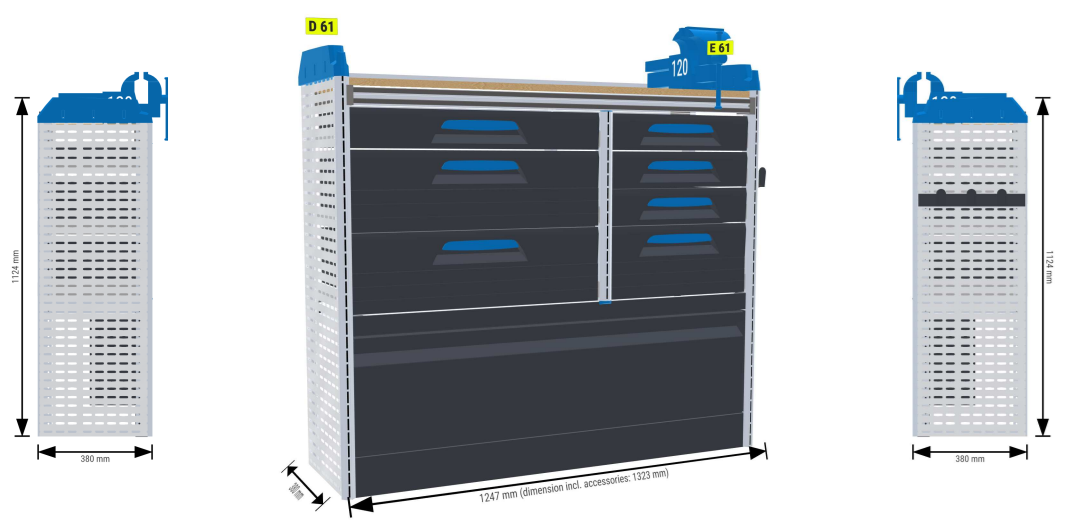 D 61
E 61
120
1124 mm
380 mm
380 mm
1247 mm (dimension incl. accessories: 1323 mm)
1124 mm
380 mm